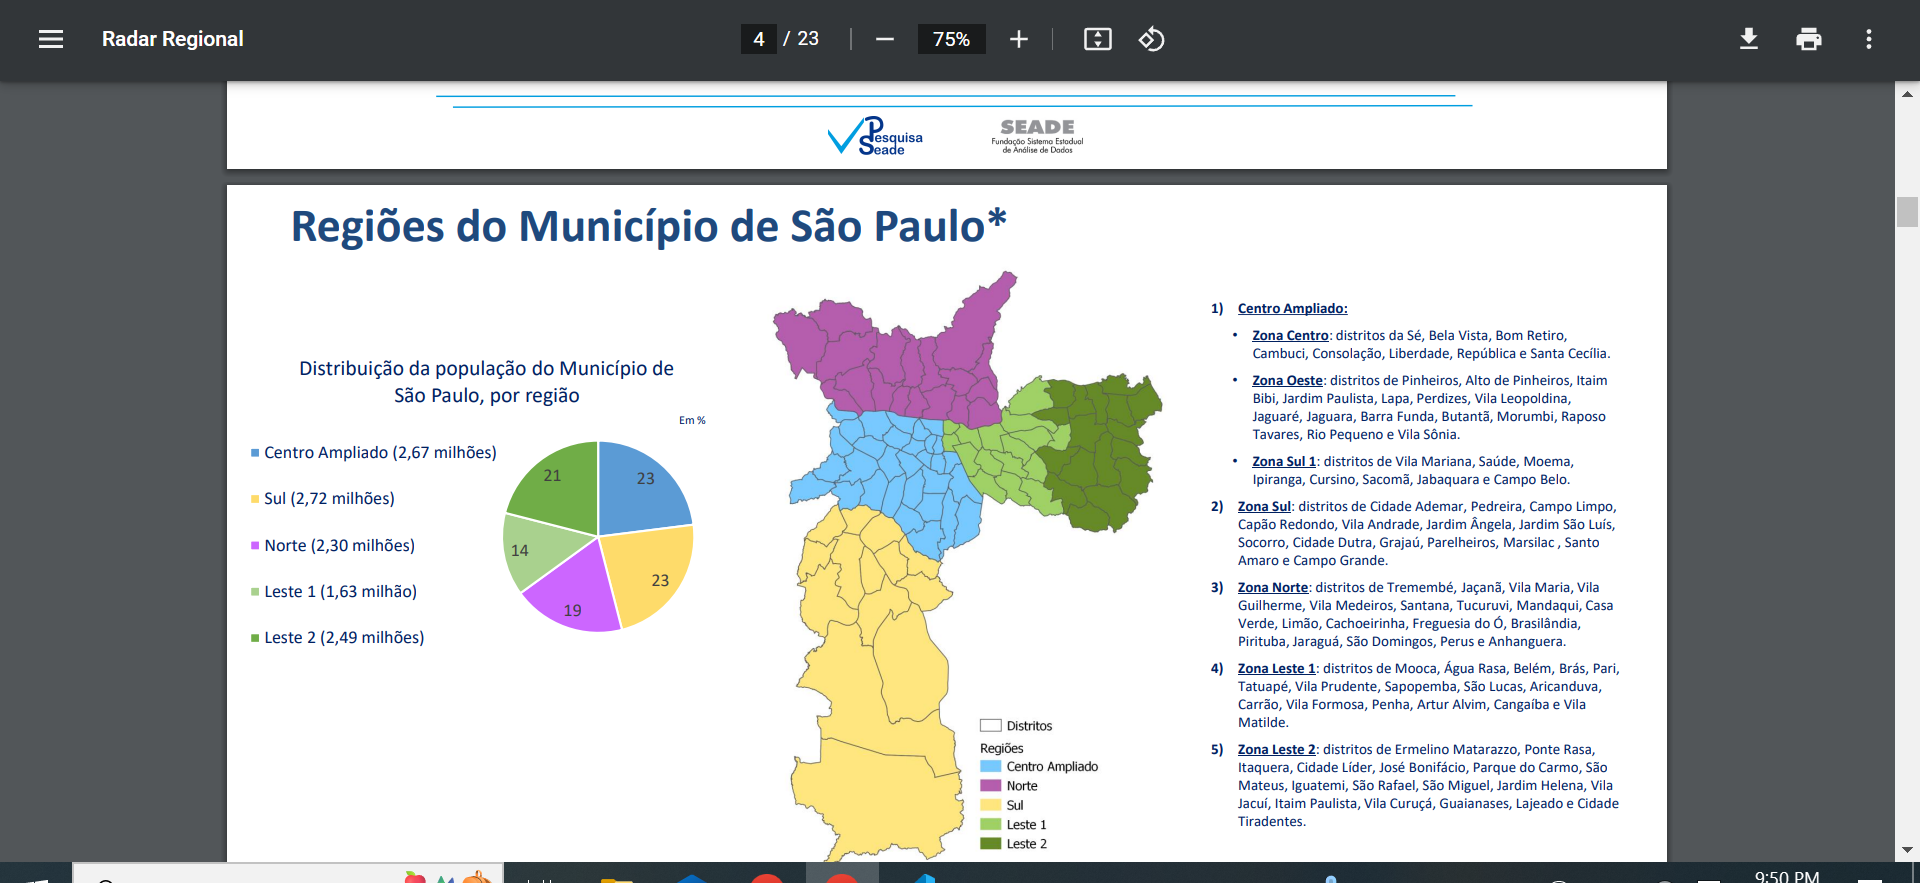 Radar Regional
4 / 23
75%
Pesquisa
Seade
SEADE
Fundação Sistema Estadual
de Análise de Dados
Regiões do Município de São Paulo*
Distribuição da população do Município de
São Paulo, por região
Em %
Centro Ampliado (2,67 milhões)
Sul (2,72 milhões)
Norte (2,30 milhões)
Leste 1 (1,63 milhão)
Leste 2 (2,49 milhões)
21
23
14
23
19
Distritos
Regiões
Centro Ampliado
Norte
Sul
Leste 1
Leste 2
1) Centro Ampliado:
• Zona Centro: distritos da Sé, Bela Vista, Bom Retiro,
Cambuci, Consolação, Liberdade, República e Santa Cecília.
• Zona Oeste: distritos de Pinheiros, Alto de Pinheiros, Itaim
Bibi, Jardim Paulista, Lapa, Perdizes, Vila Leopoldina,
Jaguaré, Jaguara, Barra Funda, Butantã, Morumbi, Raposo
Tavares, Rio Pequeno e Vila Sônia.
• Zona Sul 1: distritos de Vila Mariana, Saúde, Moema,
Ipiranga, Cursino, Sacomã, Jabaquara e Campo Belo.
2) Zona Sul: distritos de Cidade Ademar, Pedreira, Campo Limpo,
Capão Redondo, Vila Andrade, Jardim Ângela, Jardim São Luís,
Socorro, Cidade Dutra, Grajaú, Parelheiros, Marsilac , Santo
Amaro e Campo Grande.
3) Zona Norte: distritos de Tremembé, Jaçanã, Vila Maria, Vila
Guilherme, Vila Medeiros, Santana, Tucuruvi, Mandaqui, Casa
Verde, Limão, Cachoeirinha, Freguesia do Ó, Brasilândia,
Pirituba, Jaraguá, São Domingos, Perus e Anhanguera.
4) Zona Leste 1: distritos de Mooca, Água Rasa, Belém, Brás, Pari,
Tatuapé, Vila Prudente, Sapopemba, São Lucas, Aricanduva,
Carrão, Vila Formosa, Penha, Artur Alvim, Cangaíba e Vila
Matilde.
5) Zona Leste 2: distritos de Ermelino Matarazzo, Ponte Rasa,
Itaquera, Cidade Líder, José Bonifácio, Parque do Carmo, São
Mateus, Iguatemi, São Rafael, São Miguel, Jardim Helena, Vila
Jacuí, Itaim Paulista, Vila Curuçá, Guaianases, Lajeado e Cidade
Tiradentes.
9:50 PM